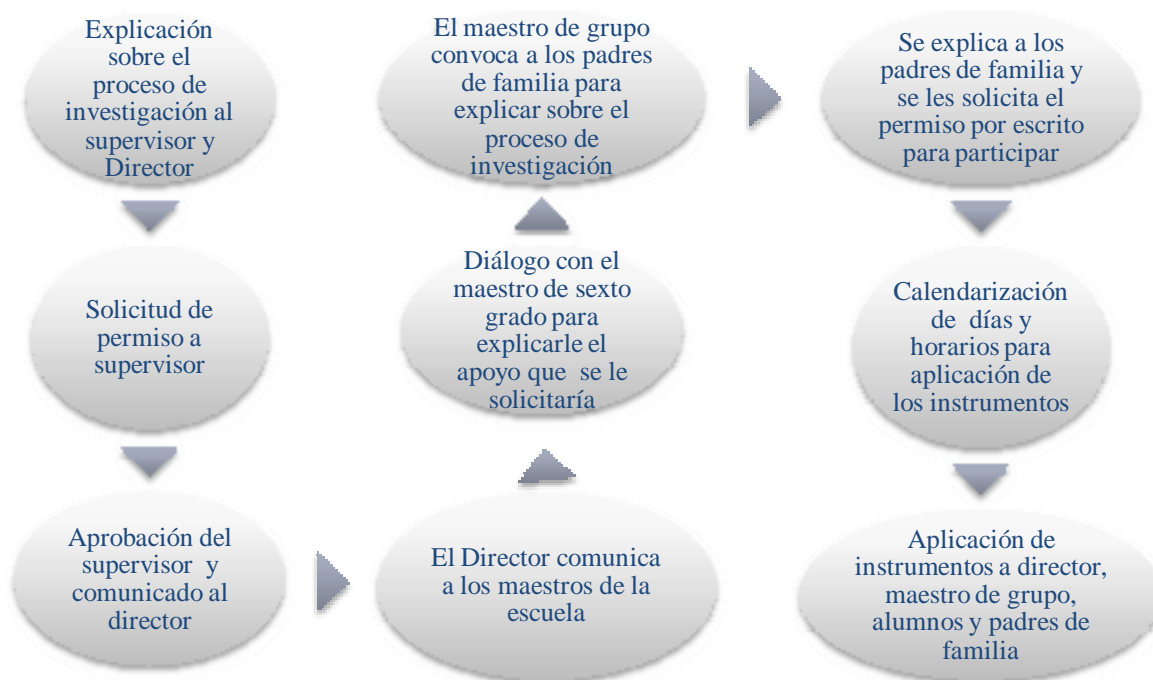 Explicación
sobre el
proceso de
investigación al
supervisor y
Director
Solicitud de
permiso a
supervisor
Aprobación del
supervisor y
comunicado al
director
El Director comunica
a los maestros de la
escuela
Diálogo con el
maestro de sexto
grado para
explicarle el
apoyo que se le
solicitaría
El maestro de grupo
convoca a los padres
de familia para
explicar sobre el
proceso de
investigación
Se explica a los
padres de familia y
se les solicita el
permiso por escrito
para participar
Calendarización
de días y
horarios para
aplicación de
los instrumentos
Aplicación de
instrumentos a director,
maestro de grupo,
alumnos y padres de
familia